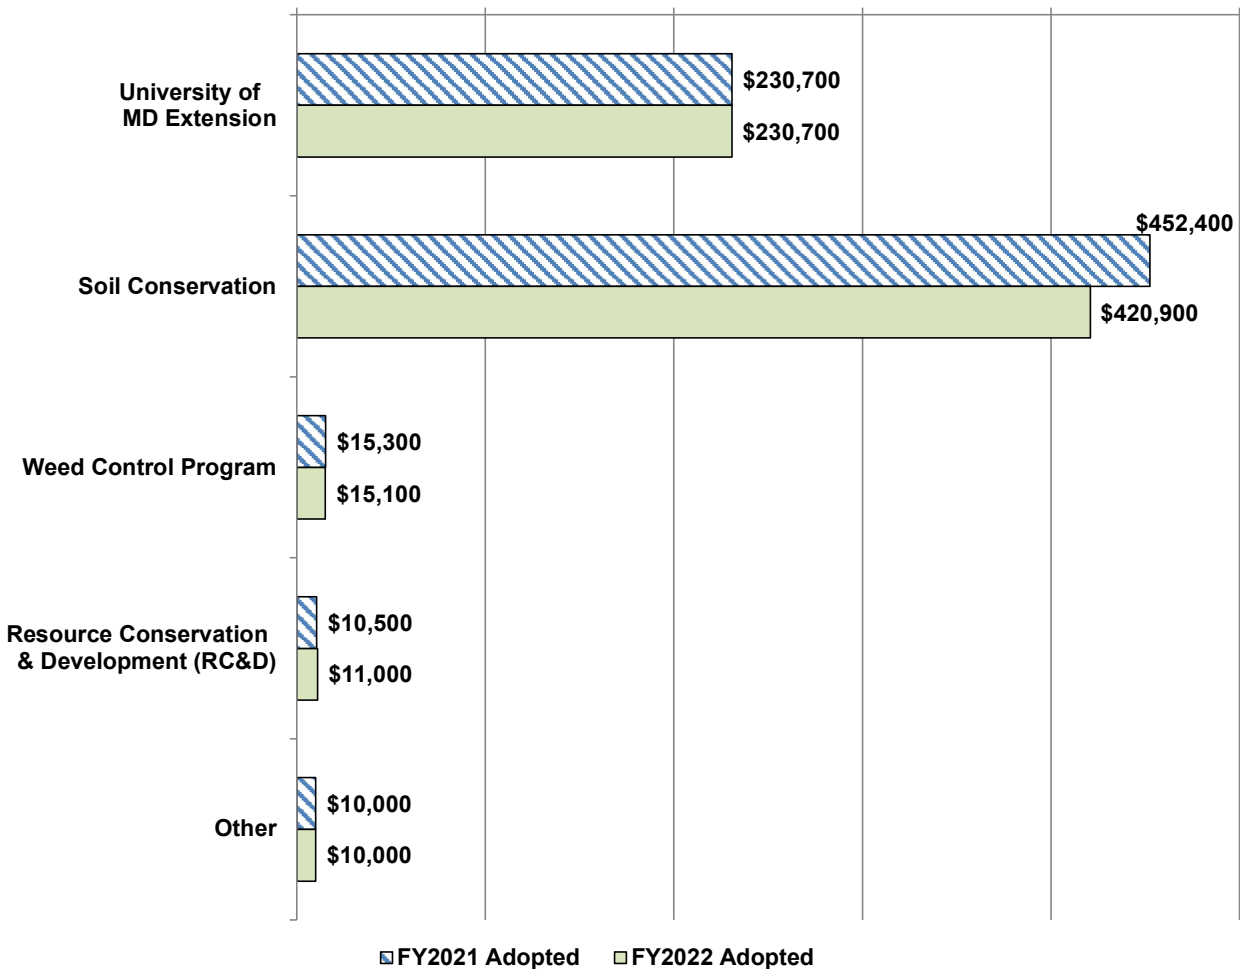 University of
MD Extension
$230,700
$230,700
Soil Conservation
$452,400
$420,900
Weed Control Program
$15,300
$15,100
Resource Conservation
& Development (RC&D)
$10,500
$11,000
Other
$10,000
$10,000
FY2021 Adopted
FY2022 Adopted